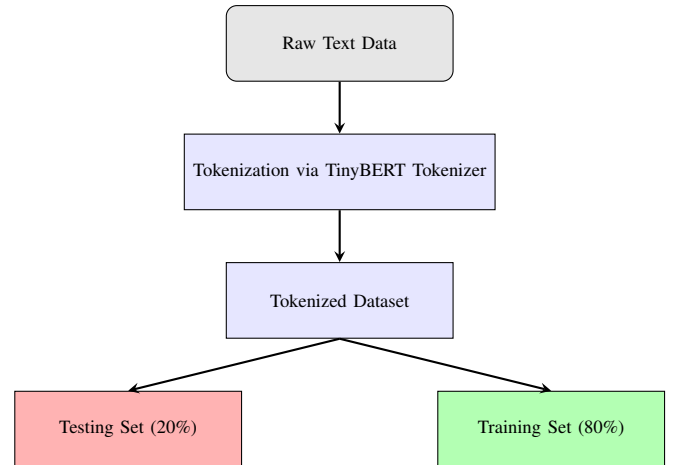 Raw Text Data
Tokenization via TinyBERT Tokenizer
Tokenized Dataset
Testing Set (20%)
Training Set (80%)